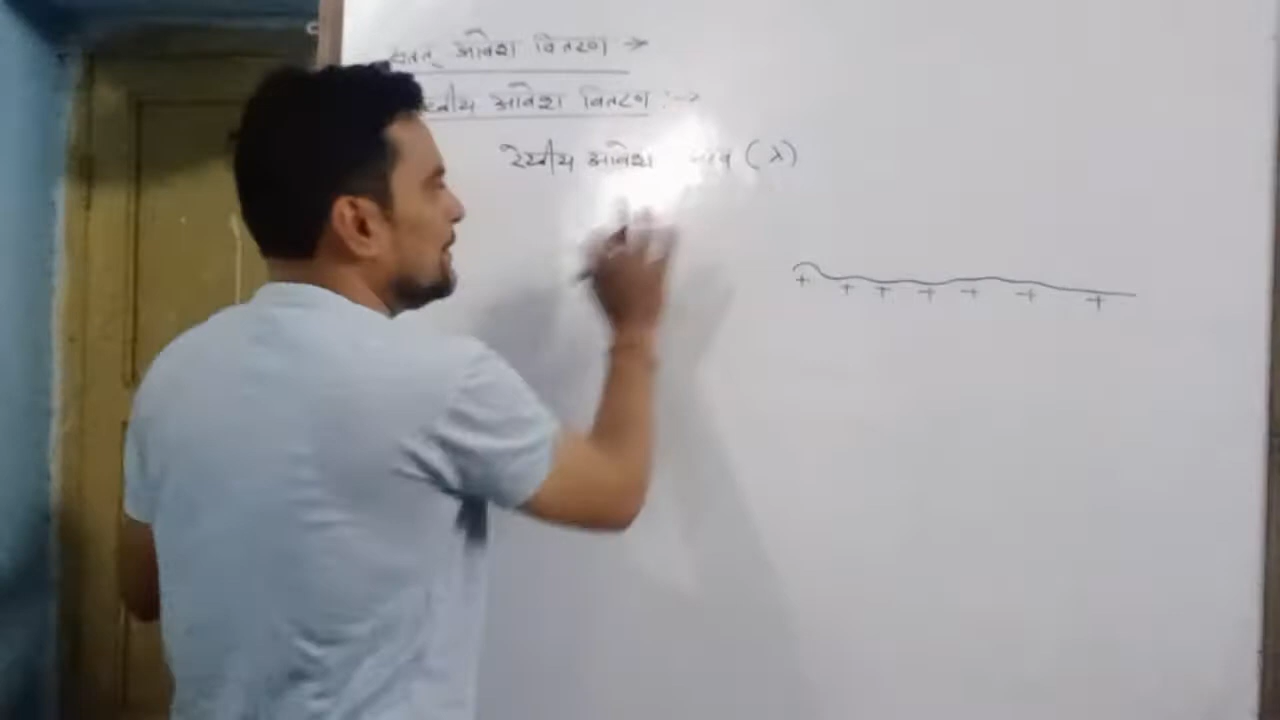 सतत् आवेश वितरण →
रेखीय आवेश वितरण :→
रेखीय आवेश (λ)
+ + + + + + +